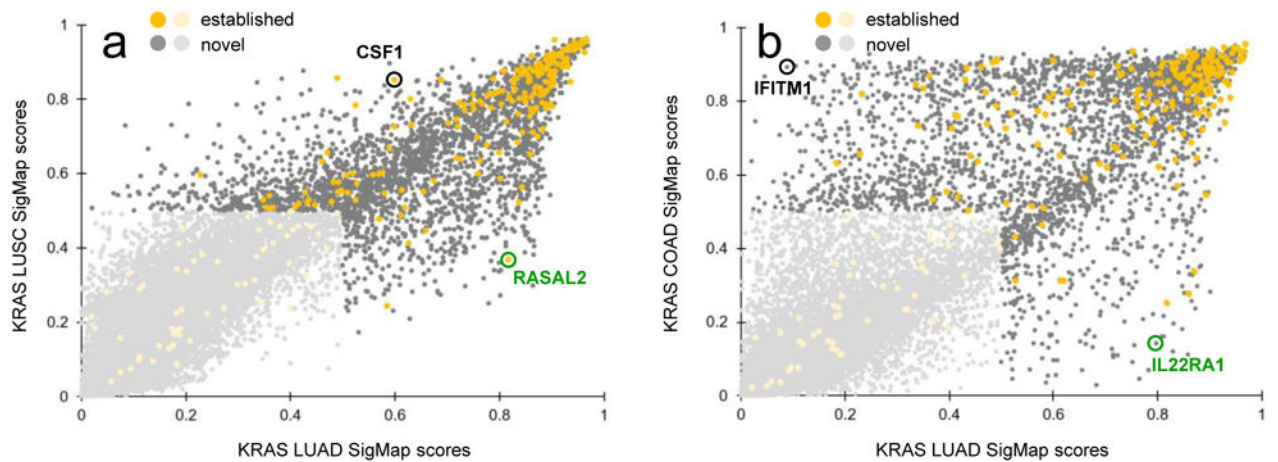 a
established
novel
CSF1
RASAL2
1
0.8
0.6
0.4
0.2
0
0
0.2
0.4
0.6
0.8
1
KRAS LUSC SigMap scores
KRAS LUAD SigMap scores
b
established
novel
IFITM1
IL22RA1
1
0.8
0.6
0.4
0.2
0
0
0.2
0.4
0.6
0.8
1
KRAS COAD SigMap scores
KRAS LUAD SigMap scores